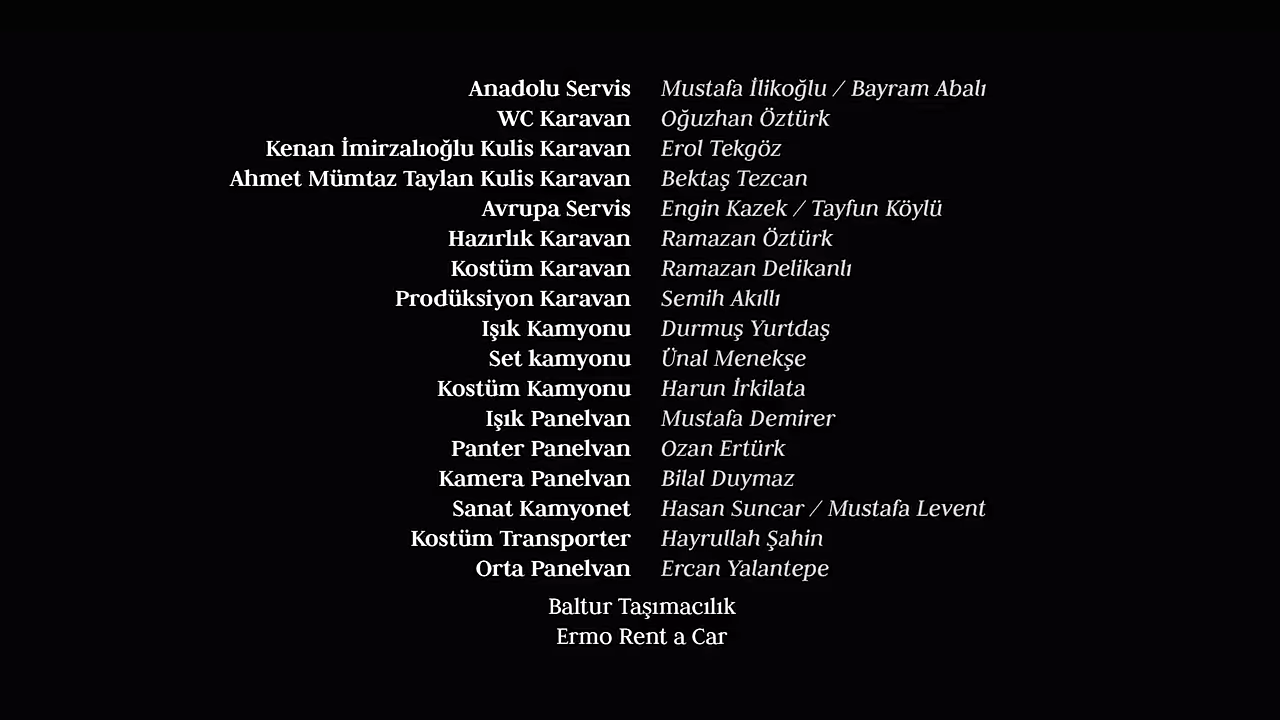 Anadolu Servis Mustafa İlikoğlu / Bayram Abalı
WC Karavan Oğuzhan Öztürk
Kenan İmirzalıoğlu Kulis Karavan Erol Tekgöz
Ahmet Mümtaz Taylan Kulis Karavan Bektaş Tezcan
Avrupa Servis Engin Kazek / Tayfun Köylü
Hazırlık Karavan Ramazan Öztürk
Kostüm Karavan Ramazan Delikanlı
Prodüksiyon Karavan Semih Akıllı
Işık Kamyonu Durmuş Yurtdaş
Set kamyonu Ünal Menekşe
Kostüm Kamyonu Harun İrkilata
Işık Panelvan Mustafa Demirer
Panter Panelvan Ozan Ertürk
Kamera Panelvan Bilal Duymaz
Sanat Kamyonet Hasan Suncar / Mustafa Levent
Kostüm Transporter Hayrullah Şahin
Orta Panelvan Ercan Yalantepe
Baltur Taşımacılık
Ermo Rent a Car